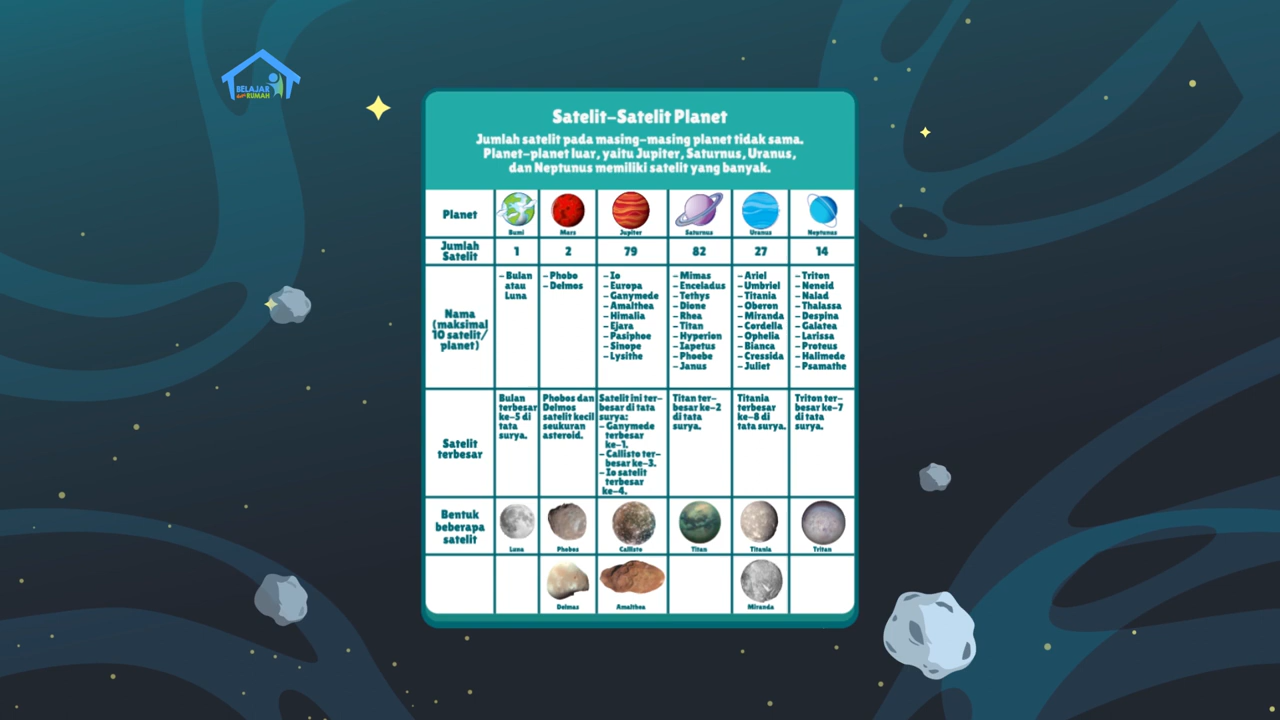 BELAJAR
dari RUMAH
Satelit-Satelit Planet
Jumlah satelit pada masing-masing planet tidak sama.
Planet-planet luar, yaitu Jupiter, Saturnus, Uranus,
dan Neptunus memiliki satelit yang banyak.
Planet
Bumi
Mars
Jupiter
Saturnus
Uranus
Neptunus
Jumlah
Satelit
1
2
79
82
27
14
Nama
(maksimal
10 satelit/
planet)
- Bulan
atau
Luna
- Phobo
- Deimos
- Io
- Europa
- Ganymede
- Amalthea
- Himalia
- Ejara
- Pasiphoe
- Sinope
- Lysithe
- Mimas
- Enceladus
- Tethys
- Dione
- Rhea
- Titan
- Hyperion
- Iapetus
- Phoebe
- Janus
- Ariel
- Umbriel
- Titania
- Oberon
- Miranda
- Cordella
- Ophelia
- Bianca
- Cressida
- Juliet
- Triton
- Neneid
- Naiad
- Thalassa
- Despina
- Galatea
- Larissa
- Proteus
- Halimede
- Psamathe
Satelit
terbesar
Bulan
terbesar
ke-5 di
tata
surya.
Phobos dan
Deimos
satelit kecil
seukuran
asteroid.
Satelit ini ter-
besar di tata
surya:
- Ganymede
terbesar
ke-1.
- Callisto ter-
besar ke-3.
- Io satelit
terbesar
ke-4.
Titan ter-
besar ke-2
di tata
surya.
Titania
terbesar
ke-8 di
tata surya.
Triton ter-
besar ke-7
di tata
surya.
Bentuk
beberapa
satelit
Luna
Phobos
Callisto
Titan
Titania
Tritan
Deimas
Amalthea
Miranda